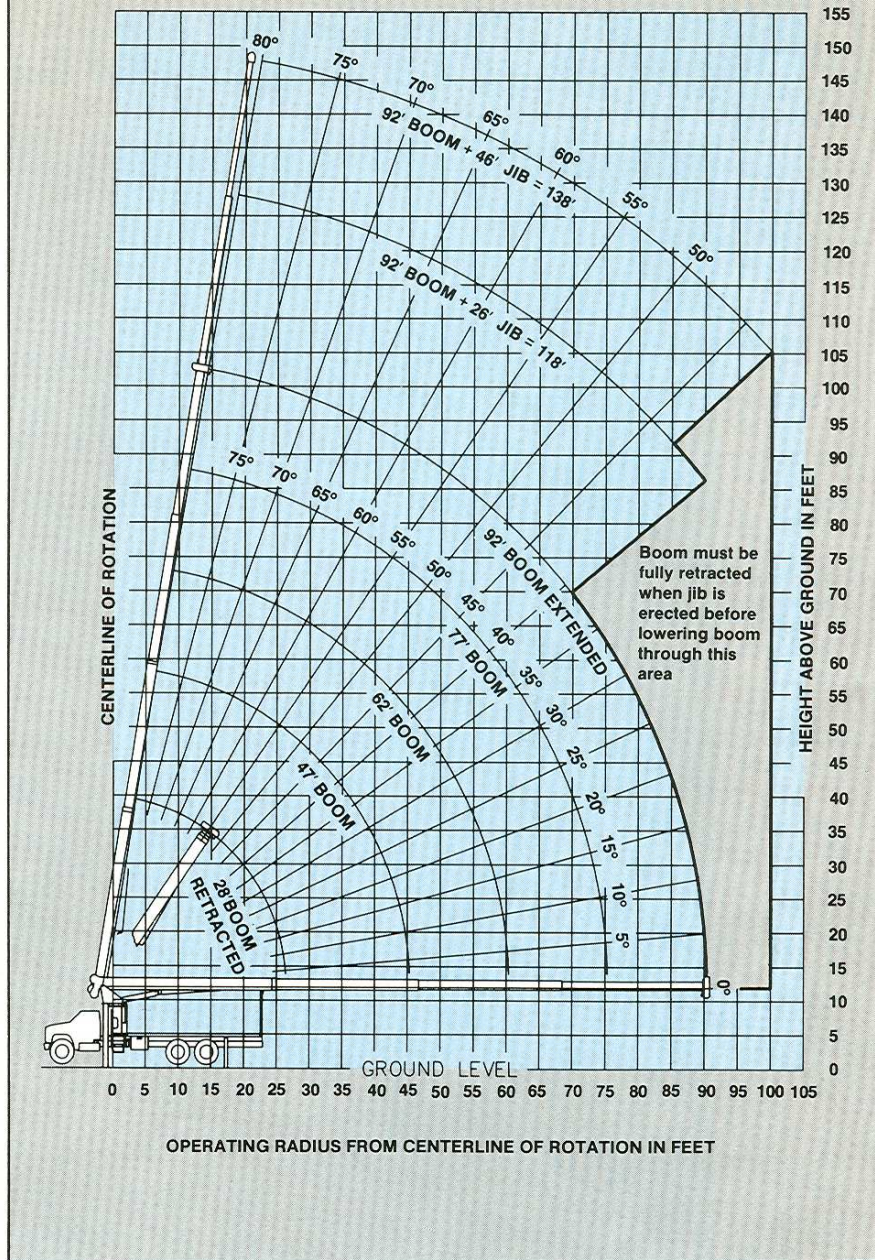 80°
75°
70°
65°
60°
55°
50°
92' BOOM + 46' JIB = 138'
92' BOOM + 26' JIB = 118'
75°
70°
65°
60°
55°
50°
45°
40°
35°
30°
25°
20°
15°
10°
5°
0°
92' BOOM EXTENDED
77' BOOM
62' BOOM
47' BOOM
28' BOOM
RETRACTED
Boom must be
fully retracted
when jib is
erected before
lowering boom
through this
area
CENTERLINE OF ROTATION
HEIGHT ABOVE GROUND IN FEET
155
150
145
140
135
130
125
120
115
110
105
100
95
90
85
80
75
70
65
60
55
50
45
40
35
30
25
20
15
10
5
0
GROUND LEVEL
0 5 10 15 20 25 30 35 40 45 50 55 60 65 70 75 80 85 90 95 100 105
OPERATING RADIUS FROM CENTERLINE OF ROTATION IN FEET